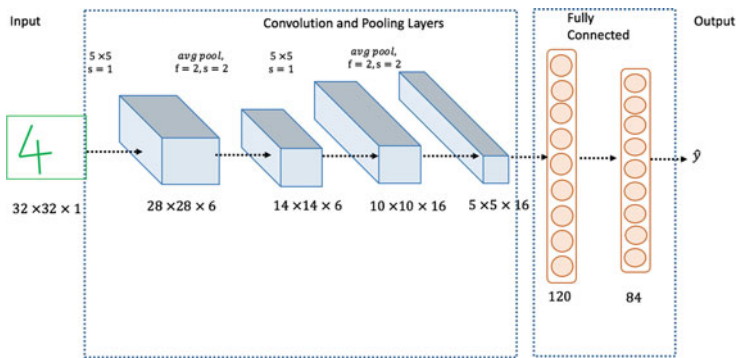 Input
Convolution and Pooling Layers
Fully
Connected
Output
5 ×5
s = 1
avg pool,
f = 2, s = 2
5 ×5
s = 1
avg pool,
f = 2, s = 2
4
ŷ
32 ×32 × 1
28 ×28 × 6
14 ×14 × 6
10 ×10 × 16
5 ×5 × 16
120
84